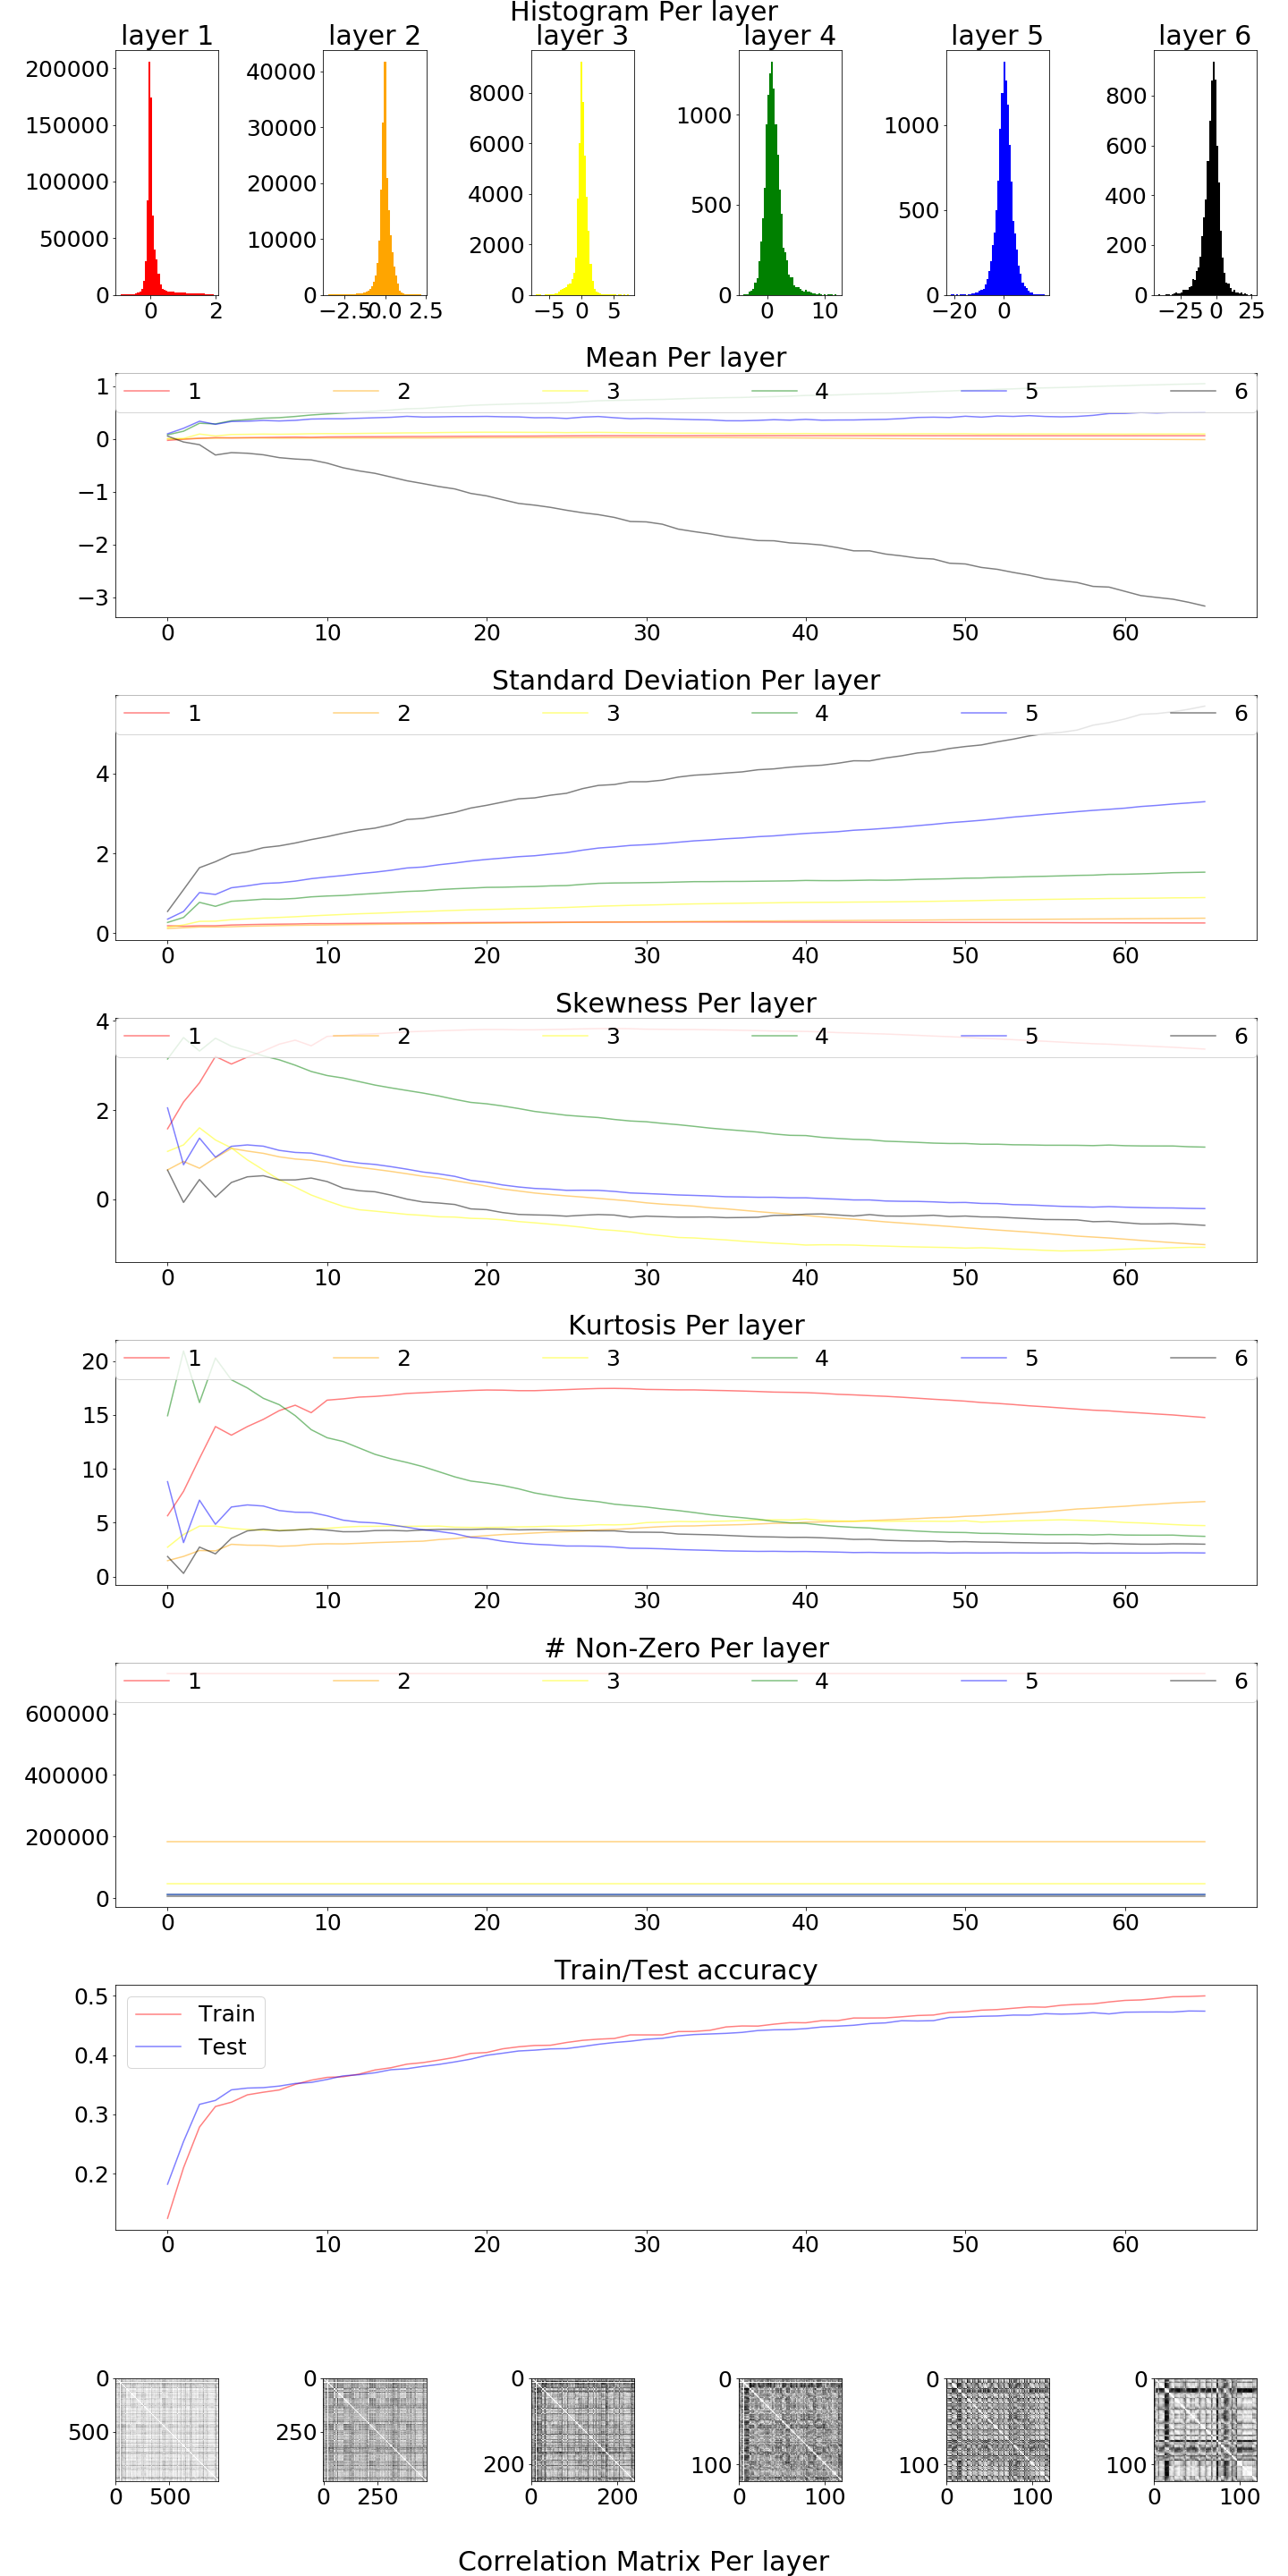 Histogram Per layer
layer 1 layer 2 layer 3 layer 4 layer 5 layer 6
200000 150000 100000 50000 0
0 2
40000 30000 20000 10000 0
−2.5 0.0 2.5
8000 6000 4000 2000 0
−5 0 5
1000 500 0
0 10
1000 500 0
−20 0
800 600 400 200 0
−25 0 25
Mean Per layer
1 2 3 4 5 6
1
0
−1
−2
−3
0 10 20 30 40 50 60
Standard Deviation Per layer
1 2 3 4 5 6
4
2
0
0 10 20 30 40 50 60
Skewness Per layer
4
1 2 3 4 5 6
2
0
0 10 20 30 40 50 60
Kurtosis Per layer
1 2 3 4 5 6
20
15
10
5
0
0 10 20 30 40 50 60
# Non-Zero Per layer
1 2 3 4 5 6
600000
400000
200000
0
0 10 20 30 40 50 60
Train/Test accuracy
Train
Test
0.5
0.4
0.3
0.2
0 10 20 30 40 50 60
0 500
0 500
0 250
0 250
0 200
0 200
0 100
0 100
0 100
0 100
0 100
0 100
Correlation Matrix Per layer